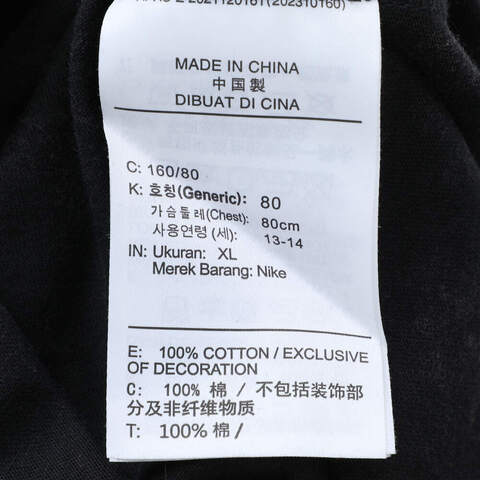 MADE IN CHINA
中国製
DIBUAT DI CINA
C: 160/80
K: 호칭(Generic): 80
가슴둘레(Chest): 80cm
사용연령 (세): 13-14
IN: Ukuran: XL
Merek Barang: Nike
E: 100% COTTON / EXCLUSIVE
OF DECORATION
C: 100% 棉 / 不包括装饰部
分及非纤维物质
T: 100% 棉 /